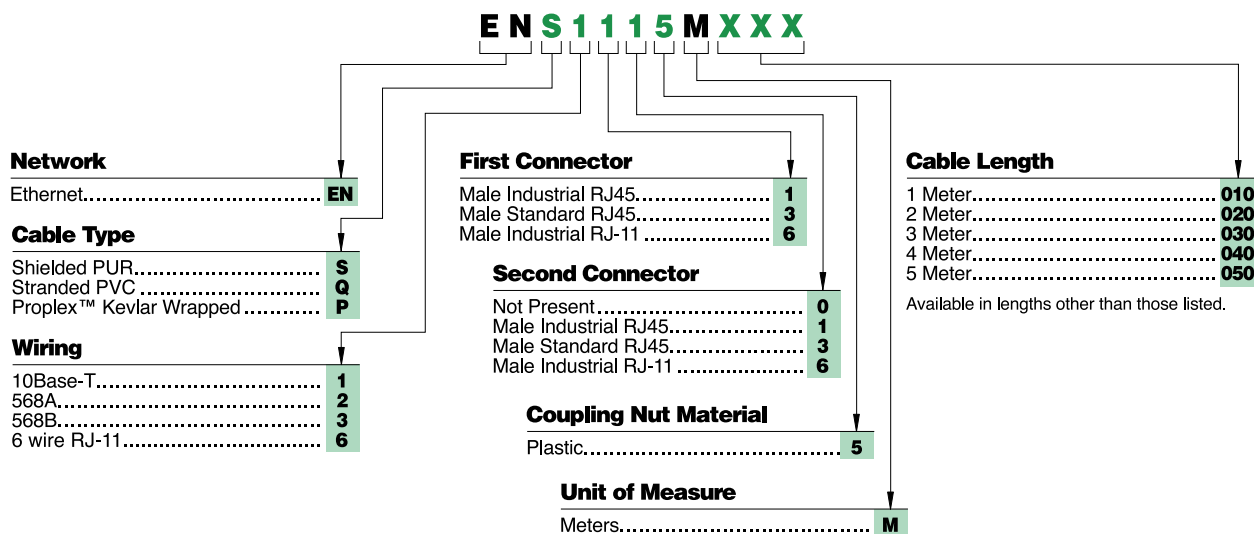 ENS1115MXXX
Network
Ethernet EN
Cable Type
Shielded PUR S
Stranded PVC Q
Proplex™ Kevlar Wrapped P
Wiring
10Base-T 1
568A 2
568B 3
6 wire RJ-11 6
First Connector
Male Industrial RJ45 1
Male Standard RJ45 3
Male Industrial RJ-11 6
Second Connector
Not Present 0
Male Industrial RJ45 1
Male Standard RJ45 3
Male Industrial RJ-11 6
Coupling Nut Material
Plastic 5
Unit of Measure
Meters M
Cable Length
1 Meter 010
2 Meter 020
3 Meter 030
4 Meter 040
5 Meter 050
Available in lengths other than those listed.